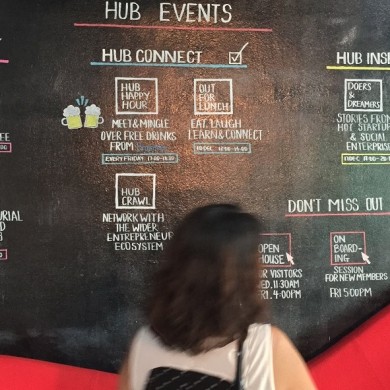 HUB EVENTS
HUB CONNECT
HUB
HAPPY
HOUR
MEET & MINGLE
OVER FREE DRINKS
FROM
EVERY FRIDAY
OUT
FOR
LUNCH
EAT, LAUGH
LEARN & CONNECT
HUB
CRAWL
NETWORK WITH
THE WIDER
ENTREPRENEUR
ECOSYSTEM
HUB INS
DOERS
&
DREAMERS
STORIES FROM
HOT STARTUP
& SOCIAL
ENTERPRISE
DON'T MISS OUT
OPEN
HOUSE
VISITORS
WED. 11:30AM
FRI. 4:00PM
ON
BOARD-
ING
SESSION
FOR NEW MEMBERS
FRI 5:00PM